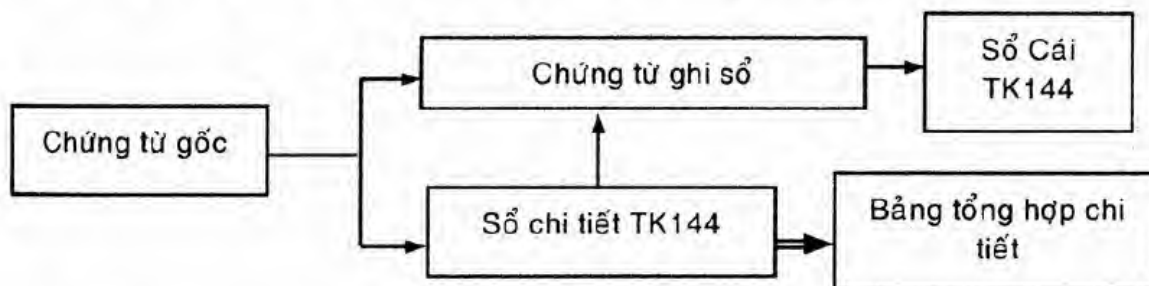 Chứng từ gốc
Chứng từ ghi sổ
Sổ Cái
TK144
Sổ chi tiết TK144
Bảng tổng hợp chi
tiết